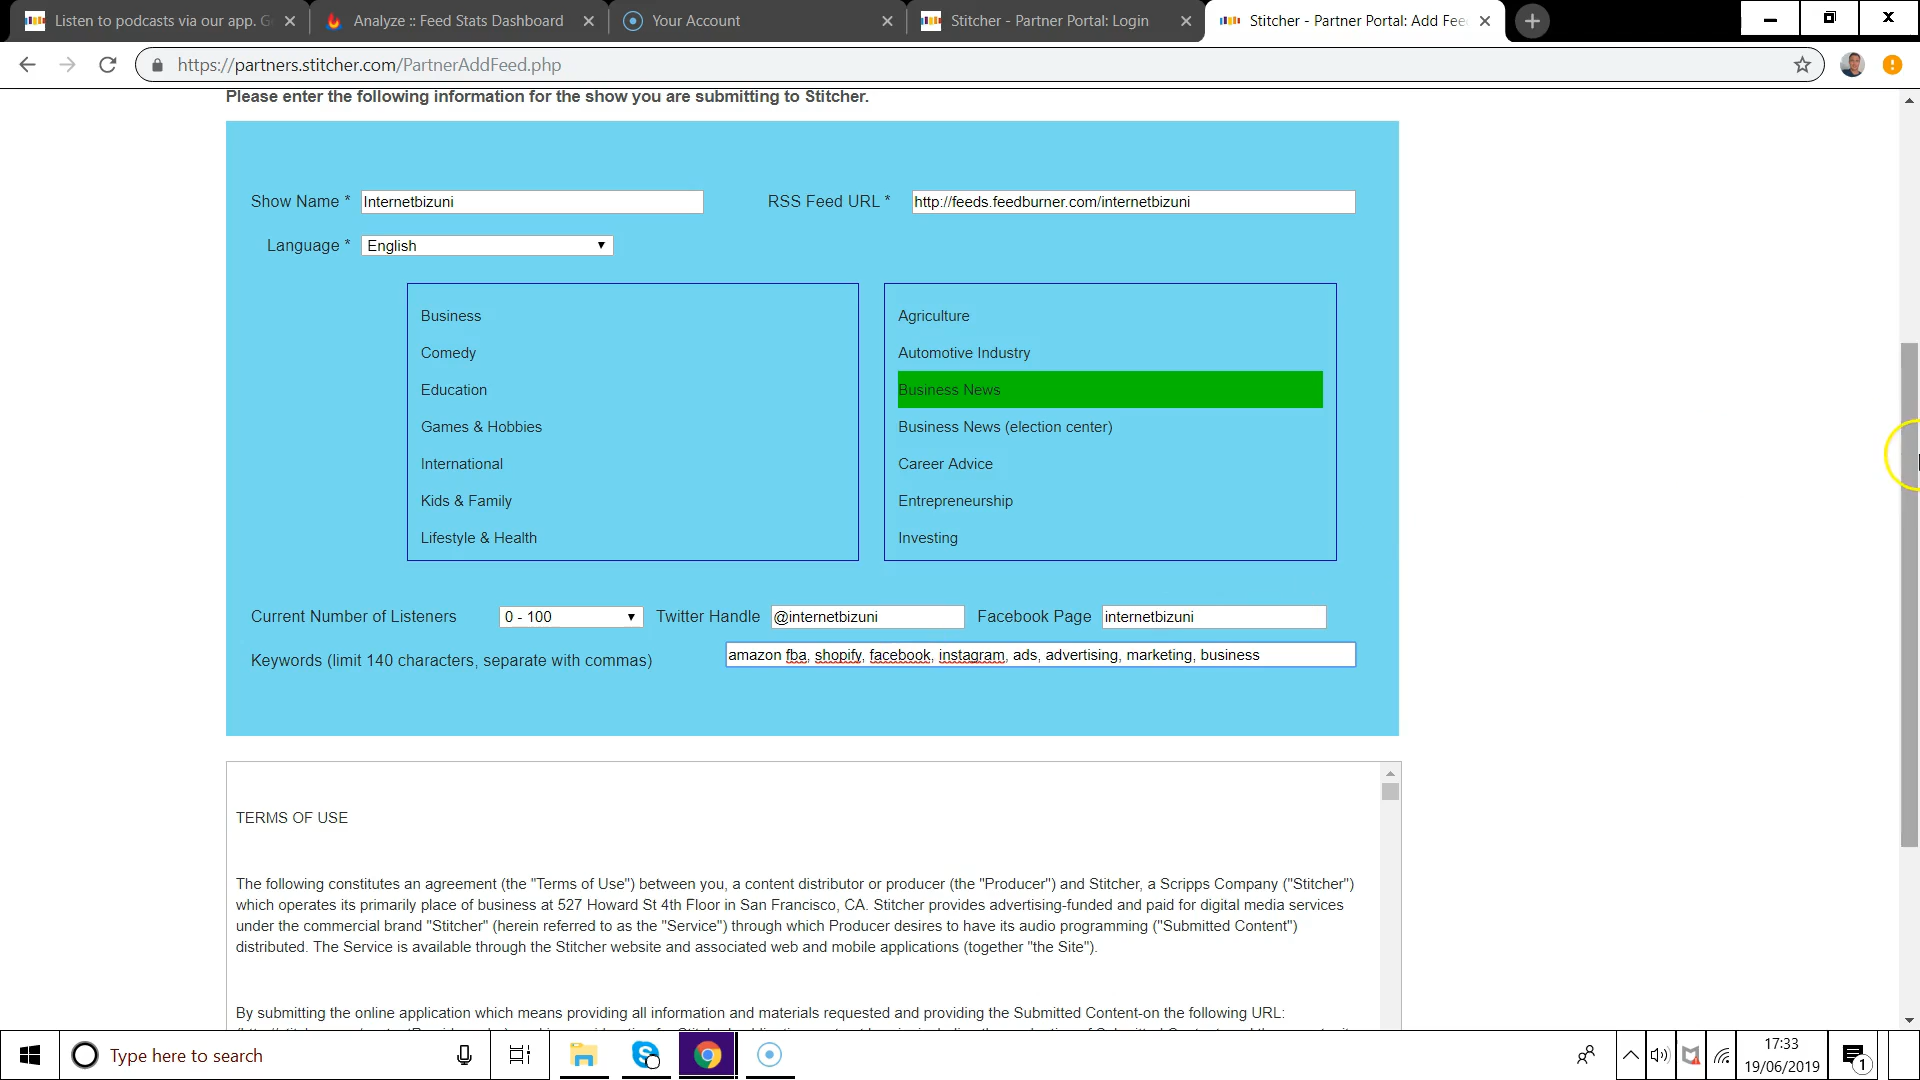 Listen to podcasts via our app. G
Analyze :: Feed Stats Dashboard
Your Account
Stitcher - Partner Portal: Login
Stitcher - Partner Portal: Add Fee
https://partners.stitcher.com/PartnerAddFeed.php
Please enter the following information for the show you are submitting to Stitcher.
Show Name * Internetbizuni
RSS Feed URL * http://feeds.feedburner.com/internetbizuni
Language * English
Business
Comedy
Education
Games & Hobbies
International
Kids & Family
Lifestyle & Health
Agriculture
Automotive Industry
Business News
Business News (election center)
Career Advice
Entrepreneurship
Investing
Current Number of Listeners 0 - 100 Twitter Handle @internetbizuni Facebook Page internetbizuni
Keywords (limit 140 characters, separate with commas) amazon fba, shopify, facebook, instagram, ads, advertising, marketing, business
TERMS OF USE
The following constitutes an agreement (the "Terms of Use") between you, a content distributor or producer (the "Producer") and Stitcher, a Scripps Company ("Stitcher")
which operates its primarily place of business at 527 Howard St 4th Floor in San Francisco, CA. Stitcher provides advertising-funded and paid for digital media services
under the commercial brand "Stitcher" (herein referred to as the "Service") through which Producer desires to have its audio programming ("Submitted Content")
distributed. The Service is available through the Stitcher website and associated web and mobile applications (together "the Site").
By submitting the online application which means providing all information and materials requested and providing the Submitted Content-on the following URL:
Type here to search
17:33
19/06/2019
1